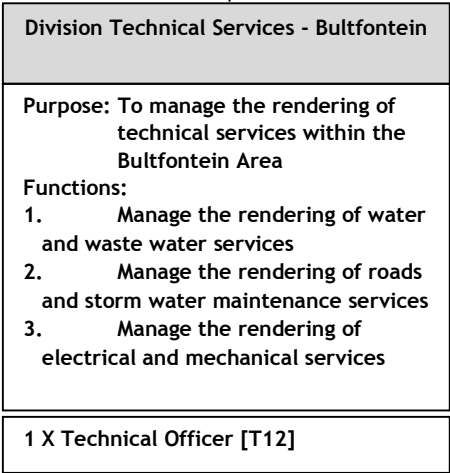 Division Technical Services - Bultfontein
Purpose: To manage the rendering of
technical services within the
Bultfontein Area
Functions:
1. Manage the rendering of water
and waste water services
2. Manage the rendering of roads
and storm water maintenance services
3. Manage the rendering of
electrical and mechanical services
1 X Technical Officer [T12]